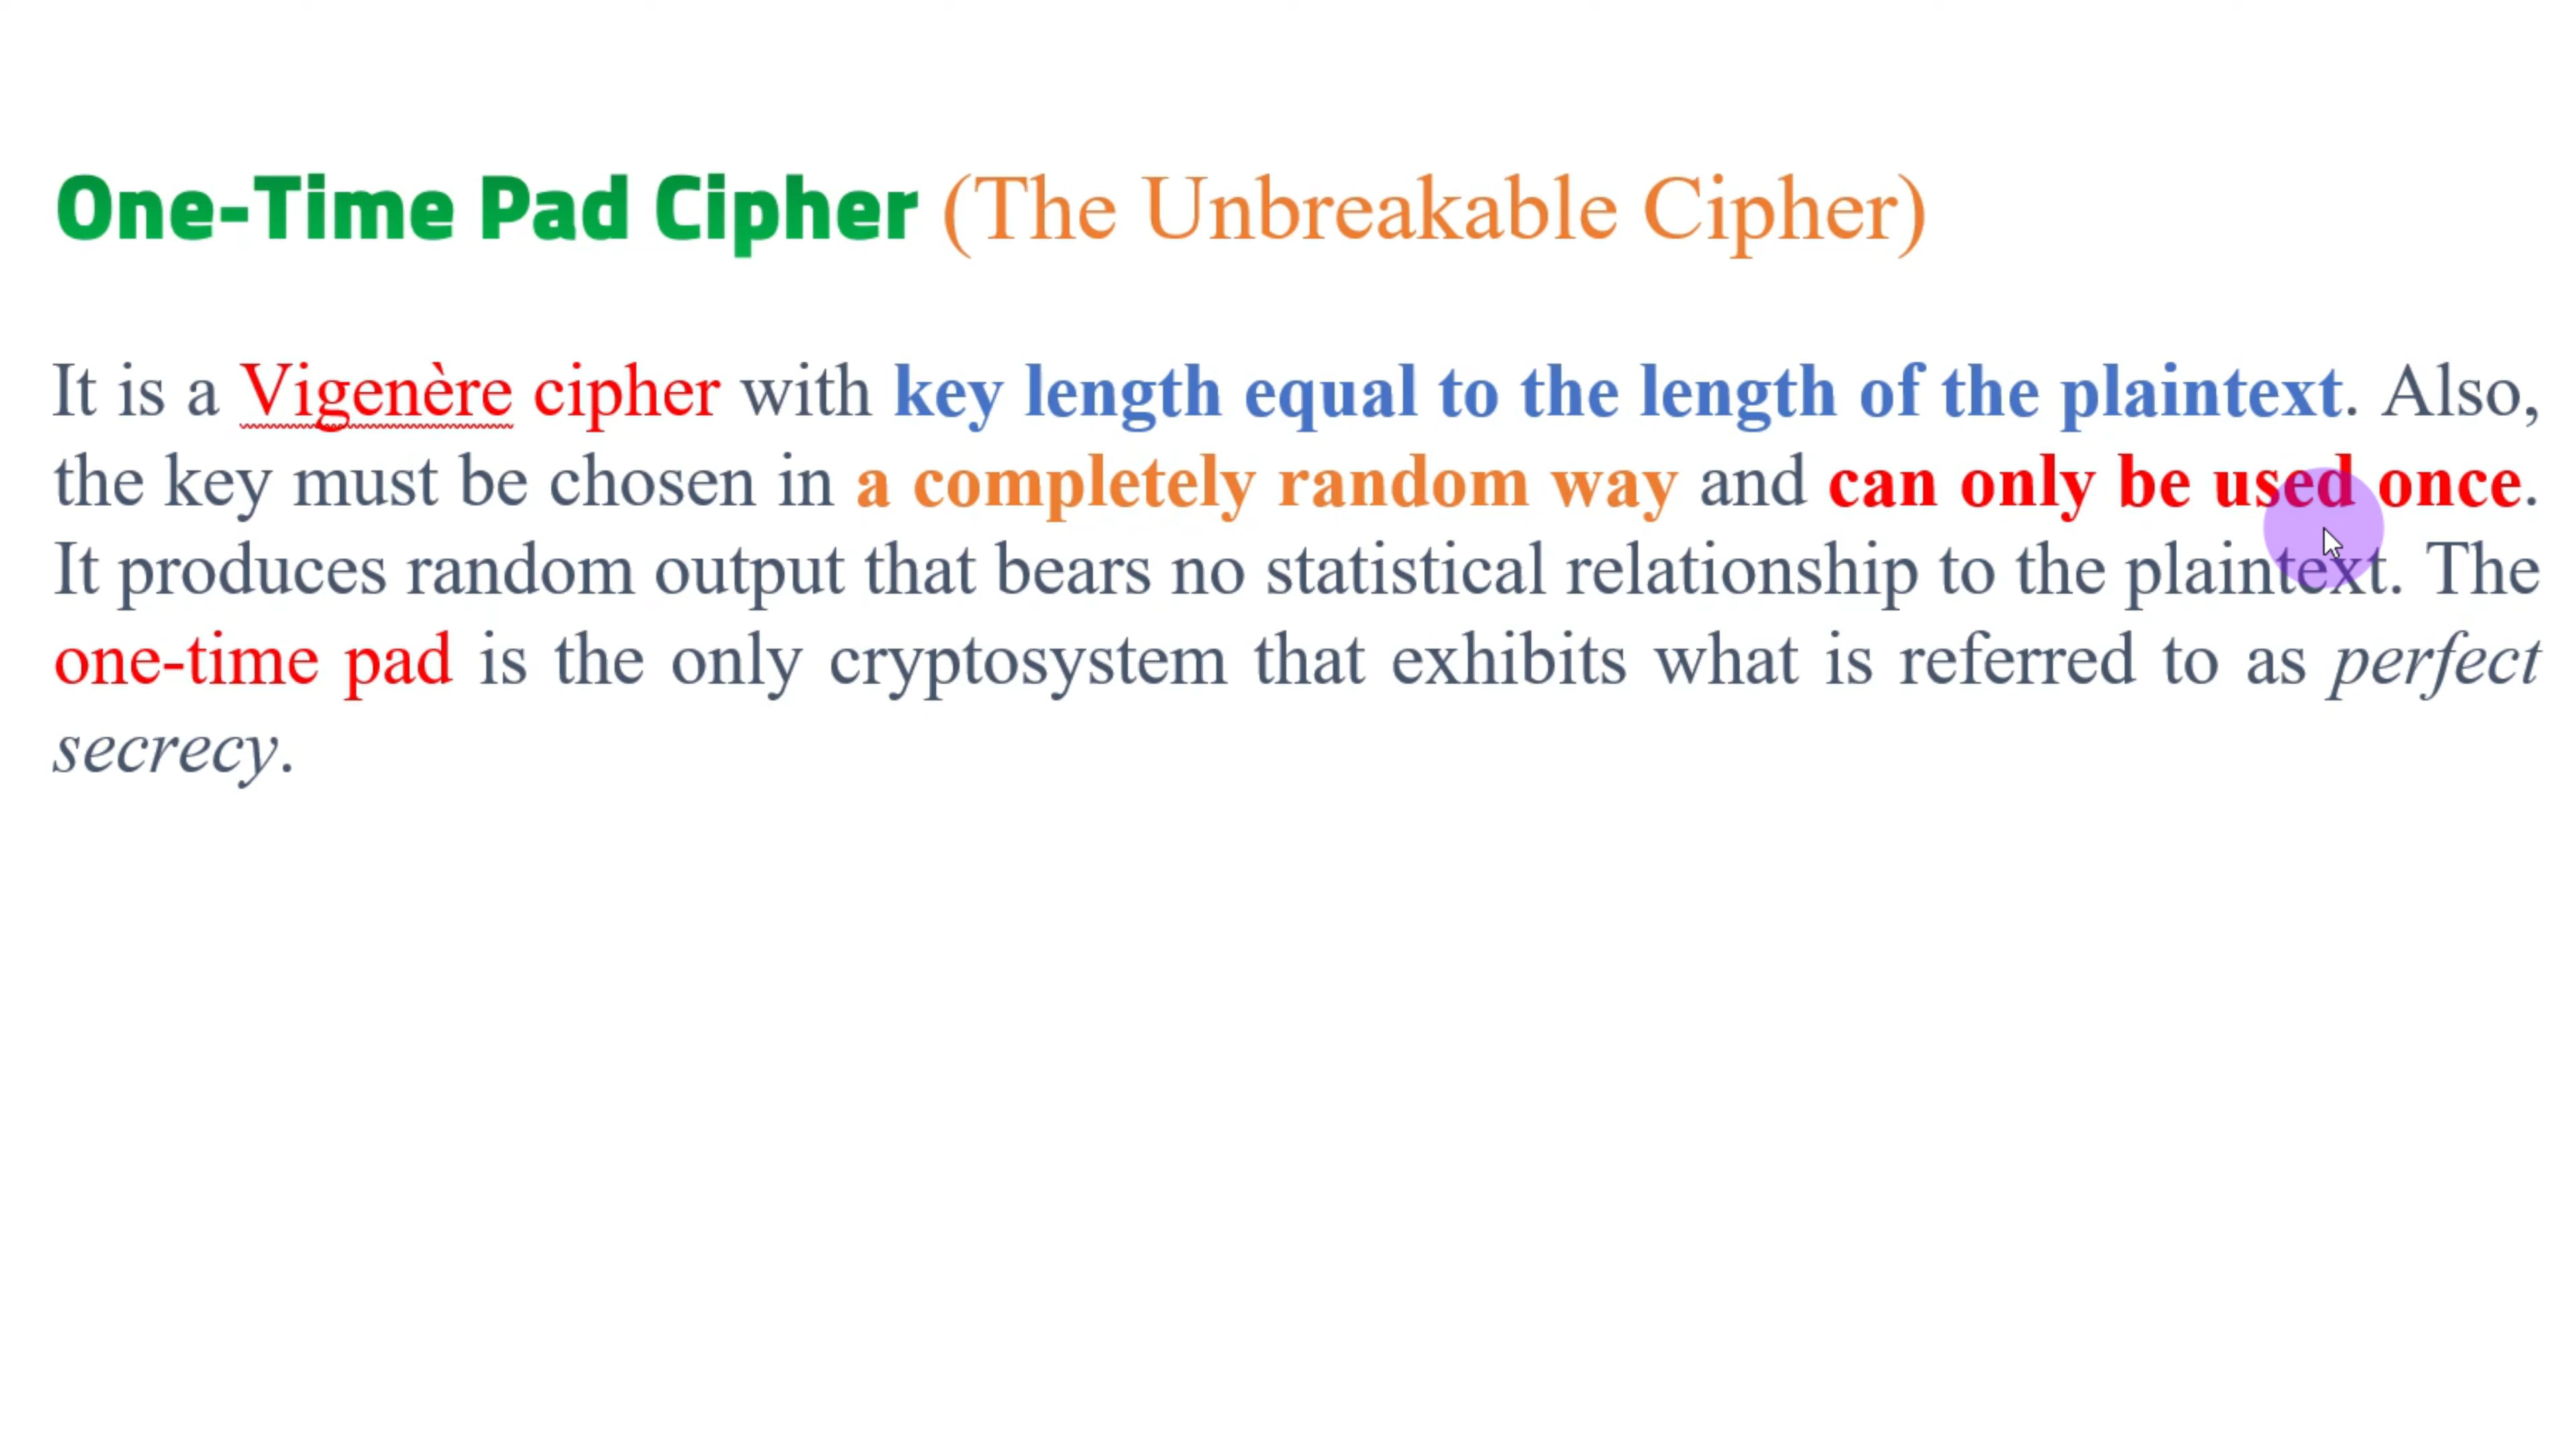 One-Time Pad Cipher (The Unbreakable Cipher)
It is a Vigenère cipher with key length equal to the length of the plaintext. Also,
the key must be chosen in a completely random way and can only be used once.
It produces random output that bears no statistical relationship to the plaintext. The
one-time pad is the only cryptosystem that exhibits what is referred to as perfect
secrecy.